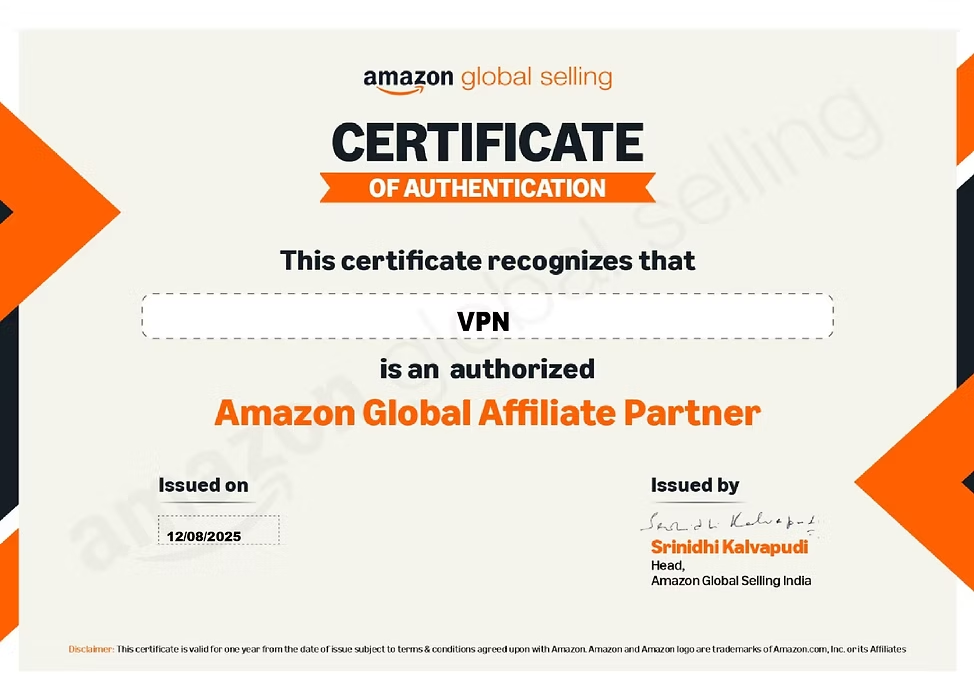 amazon global selling
CERTIFICATE
OF AUTHENTICATION
This certificate recognizes that
VPN
is an authorized
Amazon Global Affiliate Partner
Issued on
12/08/2025
Issued by
Srinidhi Kalvapudi
Srinidhi Kalvapudi
Head,
Amazon Global Selling India
amazon global selling
Disclaimer: This certificate is valid for one year from the date of issue subject to terms & conditions agreed upon with Amazon. Amazon and Amazon logo are trademarks of Amazon.com, Inc. or its Affiliates